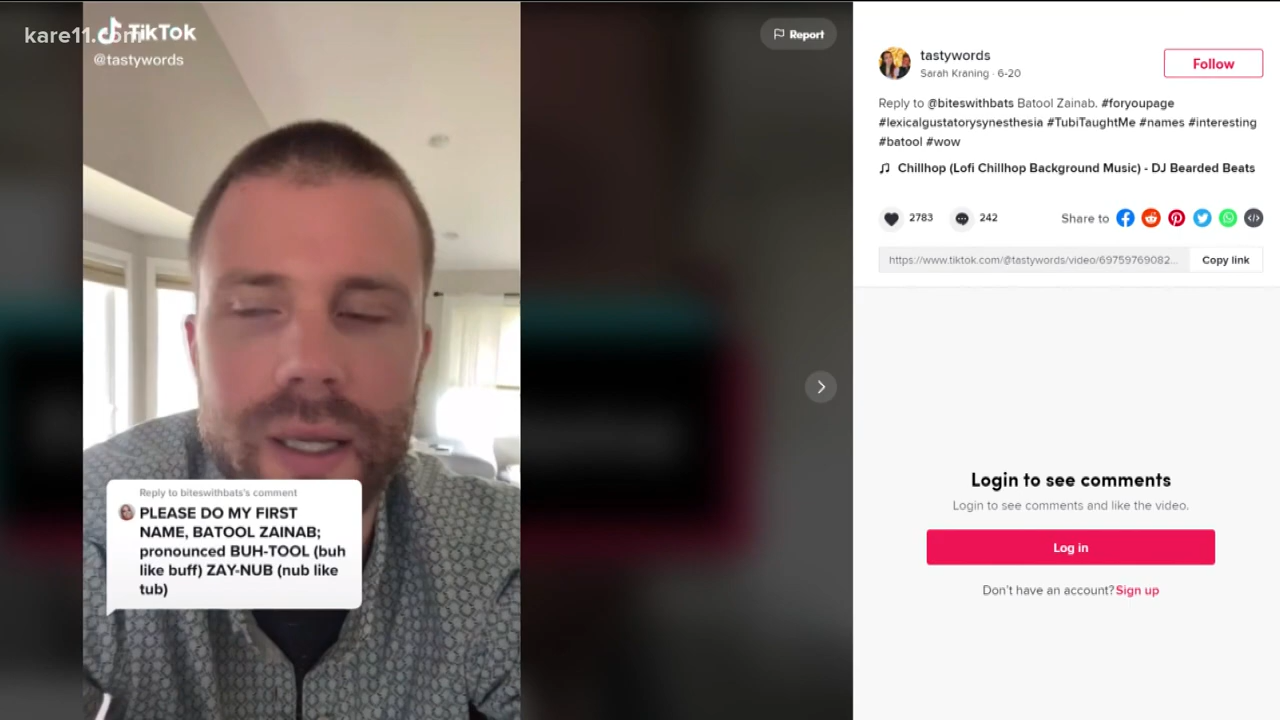 kare11.com
TikTok
@tastywords
Report
Reply to biteswithbats's comment
PLEASE DO MY FIRST
NAME, BATOOL ZAINAB;
pronounced BUH-TOOL (buh
like buff) ZAY-NUB (nub like
tub)
tastywords
Sarah Kraning · 6-20
Follow
Reply to @biteswithbats Batool Zainab. #foryoupage
#lexicalgustatorysynesthesia #TubiTaughtMe #names #interesting
#batool #wow
Chillhop (Lofi Chillhop Background Music) - DJ Bearded Beats
2783
242
Share to
https://www.tiktok.com/@tastywords/video/69759769082...
Copy link
Login to see comments
Login to see comments and like the video.
Log in
Don't have an account? Sign up